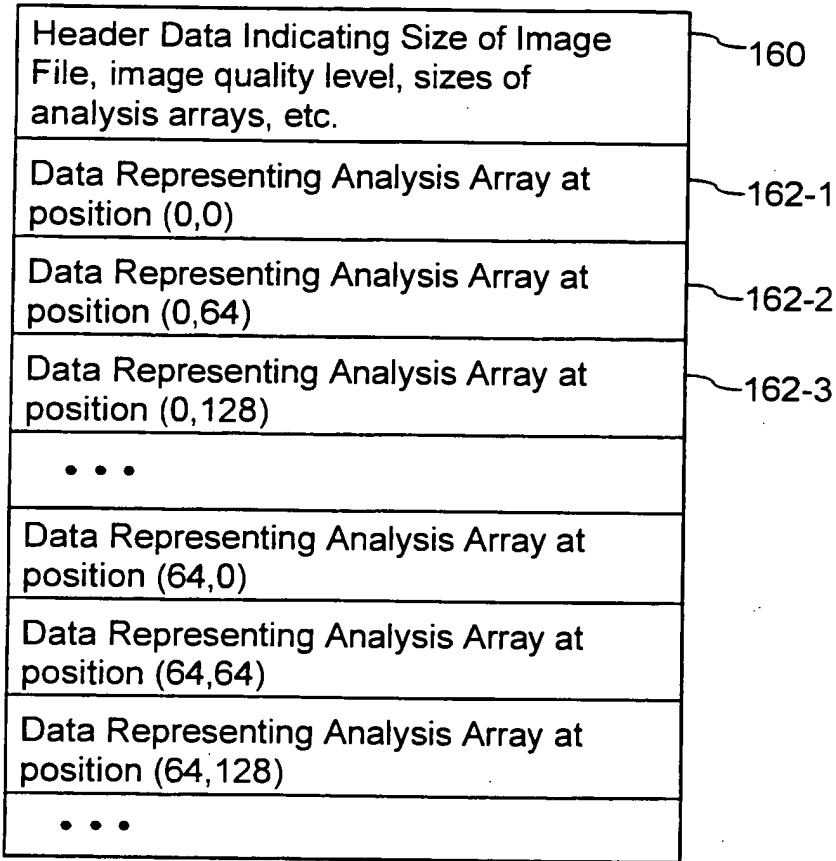 Header Data Indicating Size of Image
File, image quality level, sizes of
analysis arrays, etc.
160
Data Representing Analysis Array at
position (0,0)
162-1
Data Representing Analysis Array at
position (0,64)
162-2
Data Representing Analysis Array at
position (0,128)
162-3
• • •
Data Representing Analysis Array at
position (64,0)
Data Representing Analysis Array at
position (64,64)
Data Representing Analysis Array at
position (64,128)
• • •